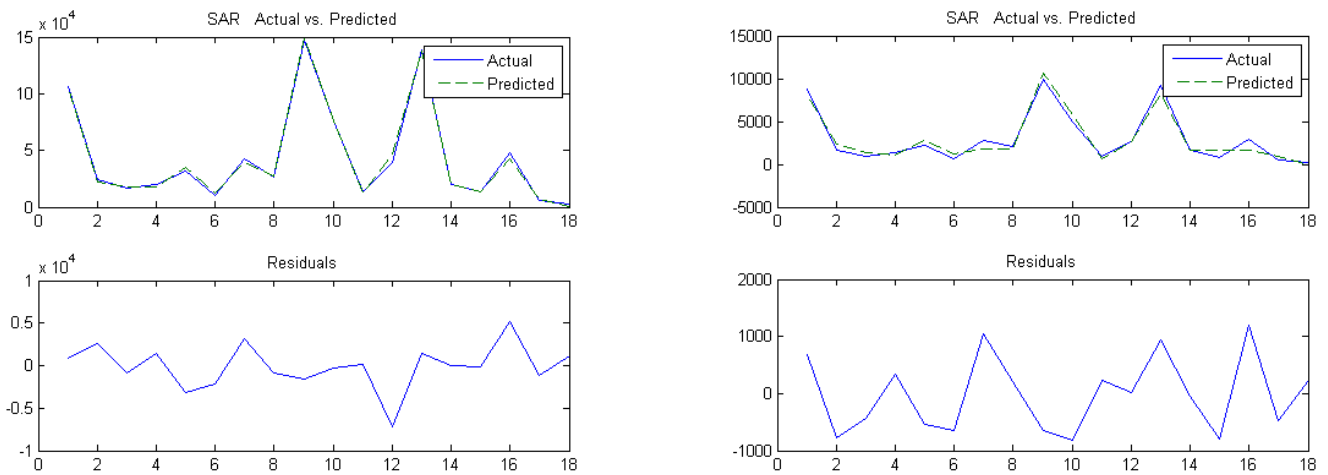 SAR Actual vs. Predicted
x 10^4
15
10
5
0
Actual
Predicted
0 2 4 6 8 10 12 14 16 18
Residuals
x 10^4
1
0.5
0
-0.5
-1
0 2 4 6 8 10 12 14 16 18
SAR Actual vs. Predicted
15000
10000
5000
0
-5000
Actual
Predicted
0 2 4 6 8 10 12 14 16 18
Residuals
2000
1000
0
-1000
0 2 4 6 8 10 12 14 16 18